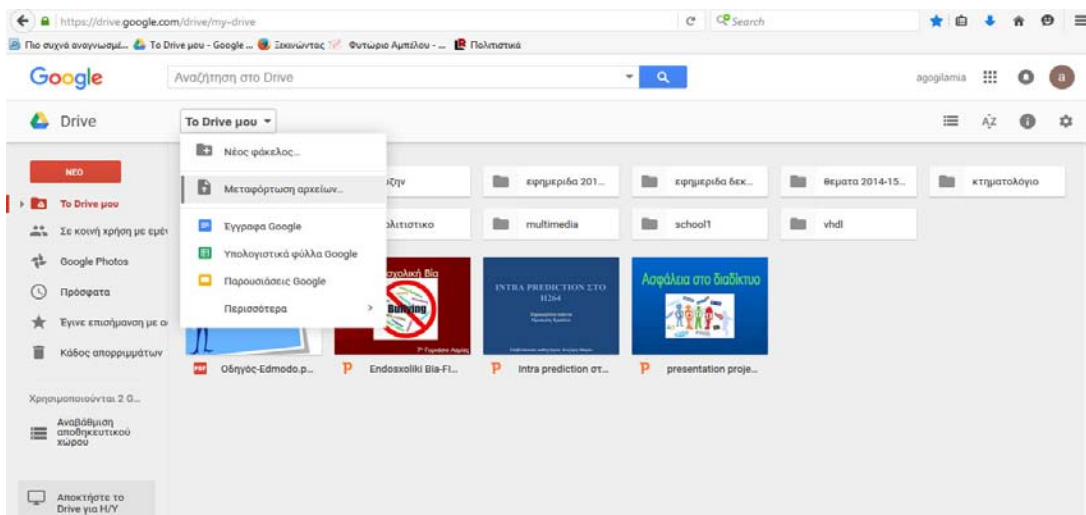 https://drive.google.com/drive/my-drive
Search
Πιο συχνά αναγνωσμέ... Το Drive μου - Google ... Ξεκινώντας Φυτώριο Αμπέλου - ... Πολιτιστικά
Google
Αναζήτηση στο Drive
agogilamia
a
Drive
Το Drive μου
AZ
Νέος φάκελος...
ΝΕΟ
Μεταφόρτωση αρχείων...
εφημεριδα 201...
εφημεριδα δεκ...
θεματα 2014-15...
κτηματολόγιο
Το Drive μου
Σε κοινή χρήση με εμέ
Έγγραφα Google
multimedia
school1
vhdl
Υπολογιστικά φύλλα Google
Google Photos
Παρουσιάσεις Google
Πρόσφατα
Περισσότερα
Έγινε επισήμανση με
Κάδος απορριμμάτων
Bullying
7ο Γυμνάσιο Λαμίας
INTRA PREDICTION ΣΤΟ
H264
Ασφάλεια στο διαδίκτυο
PDF
Οδηγός-Edmodo.p...
Endosxoliki Bia-Fl...
Intra prediction στ...
presentation proje...
Χρησιμοποιούνται 2 G...
Αναβάθμιση
αποθηκευτικού
χώρου
Αποκτήστε το
Drive για Η/Υ